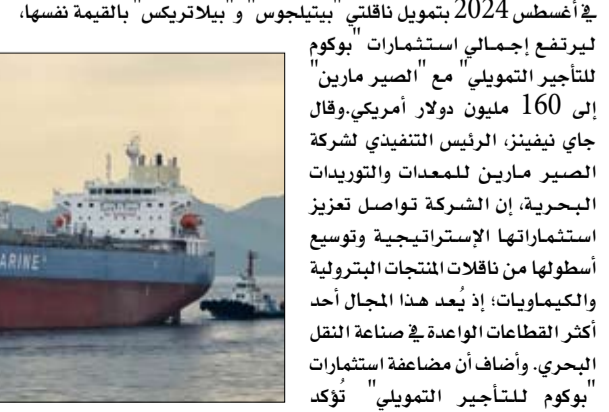 في أغسطس 2024 بتمويل ناقلتي "بيتيلجوس" و"بيلاتريكس" بالقيمة نفسها،
ليرتفع إجمالي استثمارات "بوكوم
للتأجير التمويلي" مع "الصير مارين"
إلى 160 مليون دولار أمريكي.وقال
جاي نيفينز، الرئيس التنفيذي لشركة
الصير مارين للمعدات والتوريدات
البحرية، إن الشركة تواصل تعزيز
استثماراتها الإستراتيجية وتوسيع
أسطولها من ناقلات المنتجات البترولية
والكيماويات؛ إذ يُعد هذا المجال أحد
أكثر القطاعات الواعدة في صناعة النقل
البحري. وأضاف أن مضاعفة استثمارات
"بوكوم للتأجير التمويلي" تُؤكد
ARINE